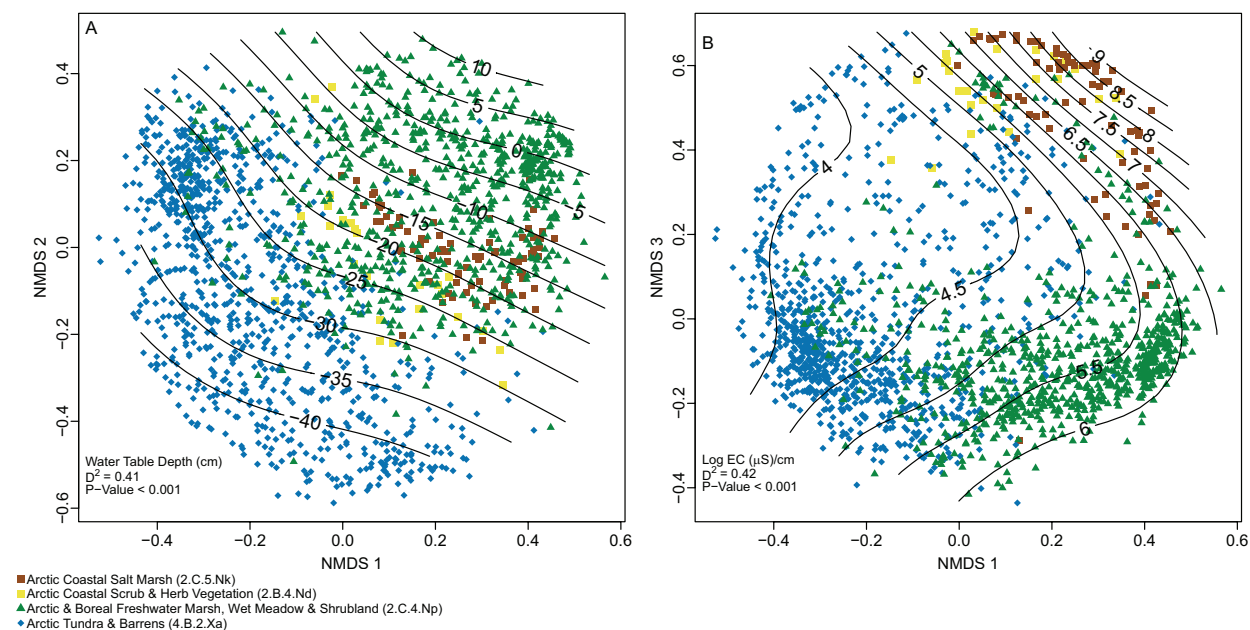 A
10
5
0
−5
−10
−15
−20
−25
−30
−35
−40
0.4
0.2
0.0
−0.2
−0.4
−0.6
NMDS 2
Water Table Depth (cm)
D² = 0.41
P−Value < 0.001
−0.4 −0.2 0.0 0.2 0.4 0.6
NMDS 1
B
9
8.5
8
7.5
7
6.5
5
4
4.5
5.5
6
0.6
0.4
0.2
0.0
−0.2
−0.4
NMDS 3
Log EC (µS)/cm
D² = 0.42
P−Value < 0.001
−0.4 −0.2 0.0 0.2 0.4 0.6
NMDS 1
Arctic Coastal Salt Marsh (2.C.5.Nk)
Arctic Coastal Scrub & Herb Vegetation (2.B.4.Nd)
Arctic & Boreal Freshwater Marsh, Wet Meadow & Shrubland (2.C.4.Np)
Arctic Tundra & Barrens (4.B.2.Xa)